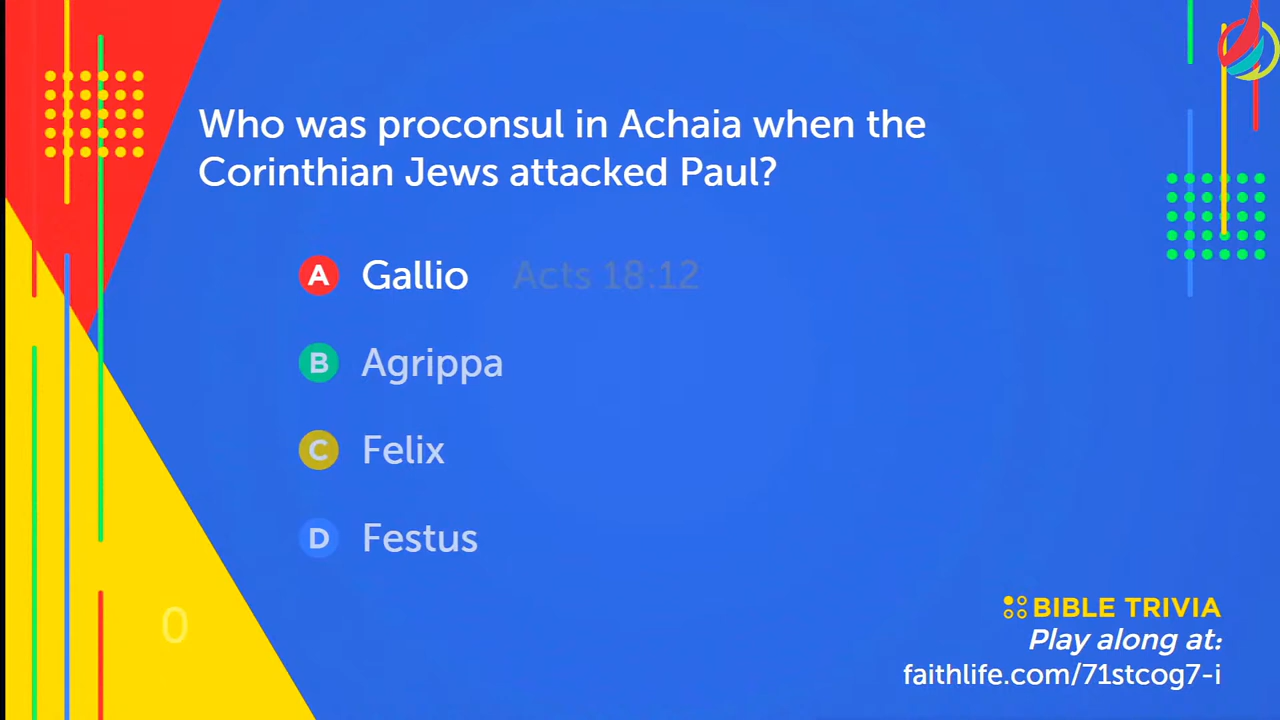 Who was proconsul in Achaia when the
Corinthian Jews attacked Paul?
A Gallio Acts 18:12
B Agrippa
C Felix
D Festus
0
BIBLE TRIVIA
Play along at:
faithlife.com/71stcog7-i